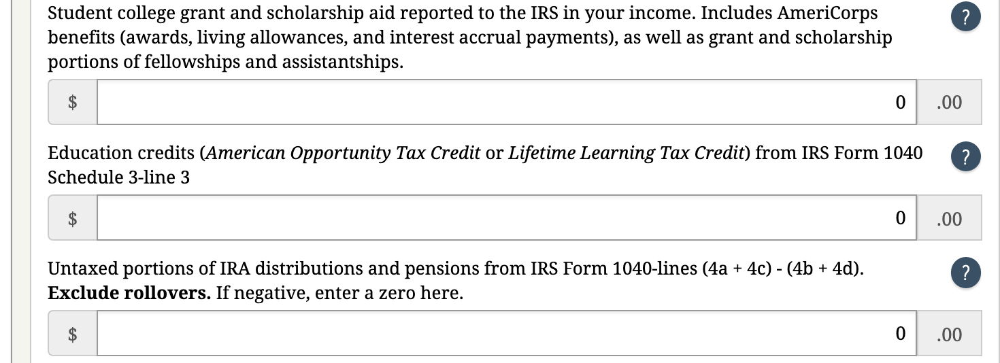 Student college grant and scholarship aid reported to the IRS in your income. Includes AmeriCorps
benefits (awards, living allowances, and interest accrual payments), as well as grant and scholarship
portions of fellowships and assistantships.
?
$ 0 .00
Education credits (American Opportunity Tax Credit or Lifetime Learning Tax Credit) from IRS Form 1040
Schedule 3-line 3
?
$ 0 .00
Untaxed portions of IRA distributions and pensions from IRS Form 1040-lines (4a + 4c) - (4b + 4d).
Exclude rollovers. If negative, enter a zero here.
?
$ 0 .00